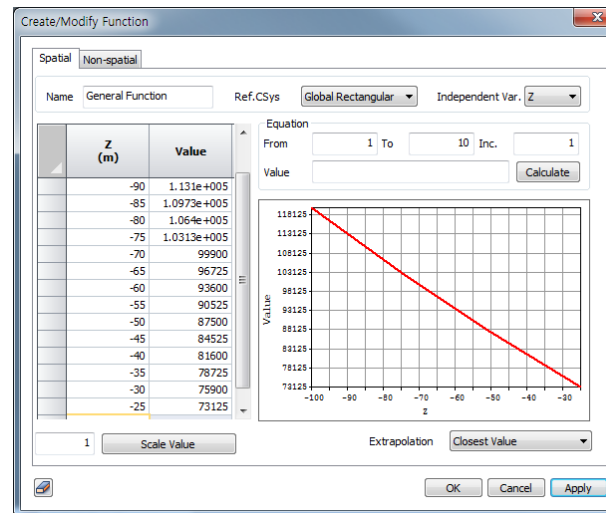 Create/Modify Function
Spatial Non-spatial
Name General Function Ref.CSys Global Rectangular Independent Var. Z
Z (m) Value
-90 1.131e+005
-85 1.0973e+005
-80 1.064e+005
-75 1.0313e+005
-70 99900
-65 96725
-60 93600
-55 90525
-50 87500
-45 84525
-40 81600
-35 78725
-30 75900
-25 73125
Equation
From 1 To 10 Inc. 1
Value Calculate
Value
118125
113125
108125
103125
98125
93125
88125
83125
78125
73125
-100 -90 -80 -70 -60 -50 -40 -30
z
1 Scale Value
Extrapolation Closest Value
OK Cancel Apply